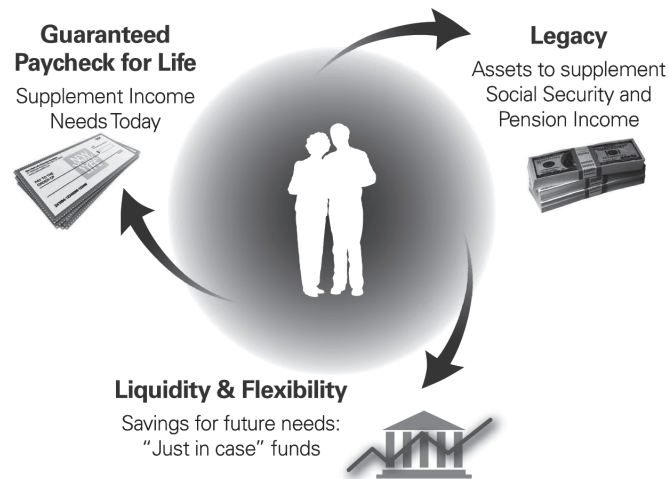 Guaranteed
Paycheck for Life
Supplement Income
Needs Today
Legacy
Assets to supplement
Social Security and
Pension Income
Liquidity & Flexibility
Savings for future needs:
“Just in case” funds